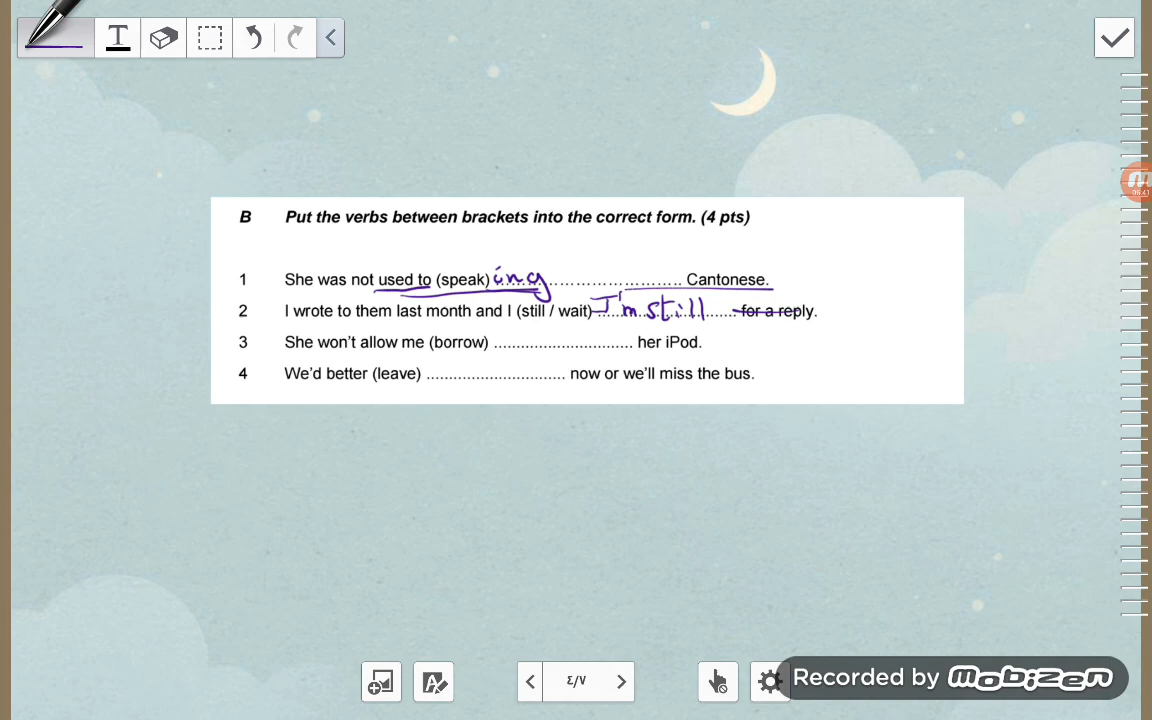 T
B Put the verbs between brackets into the correct form. (4 pts)
1 She was not used to (speak) ing .......................... Cantonese.
2 I wrote to them last month and I (still / wait) I'm still ...... for a reply.
3 She won't allow me (borrow) ............................... her iPod.
4 We'd better (leave) ............................... now or we'll miss the bus.
٤/٧
Recorded by mobizen